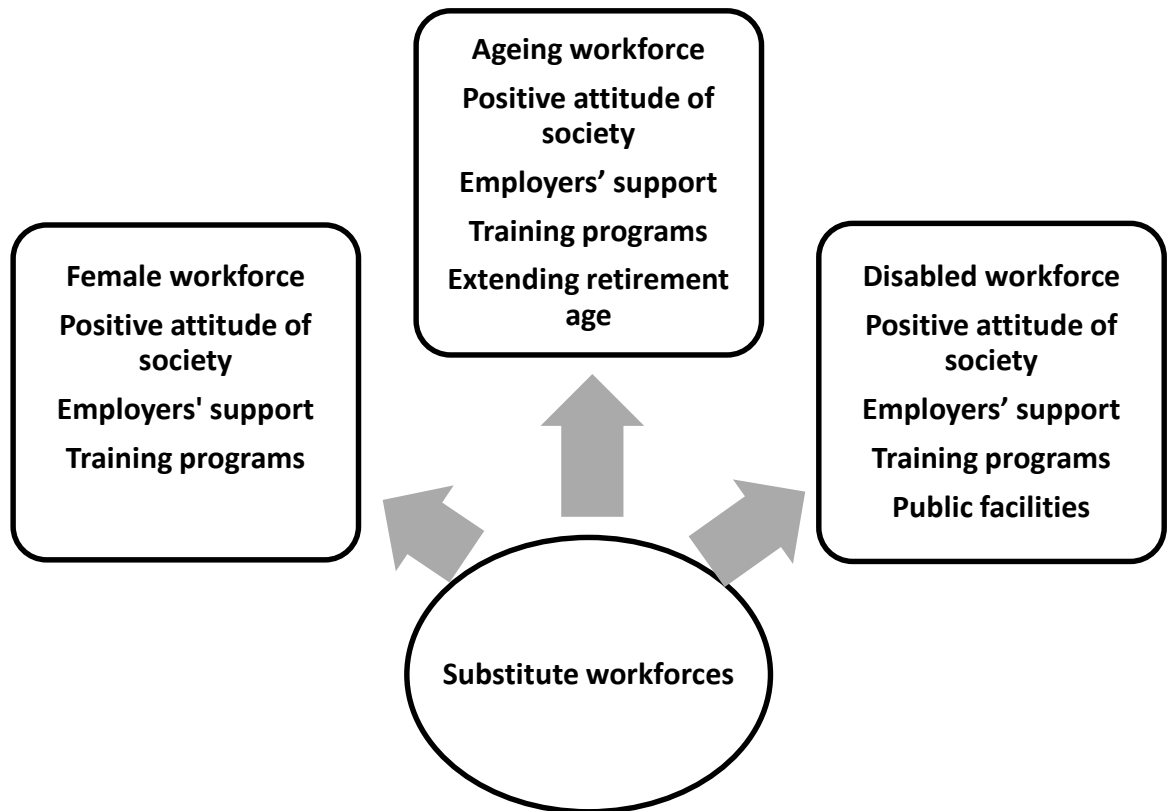 Ageing workforce
Positive attitude of
society
Employers’ support
Training programs
Extending retirement
age
Female workforce
Positive attitude of
society
Employers' support
Training programs
Disabled workforce
Positive attitude of
society
Employers’ support
Training programs
Public facilities
Substitute workforces